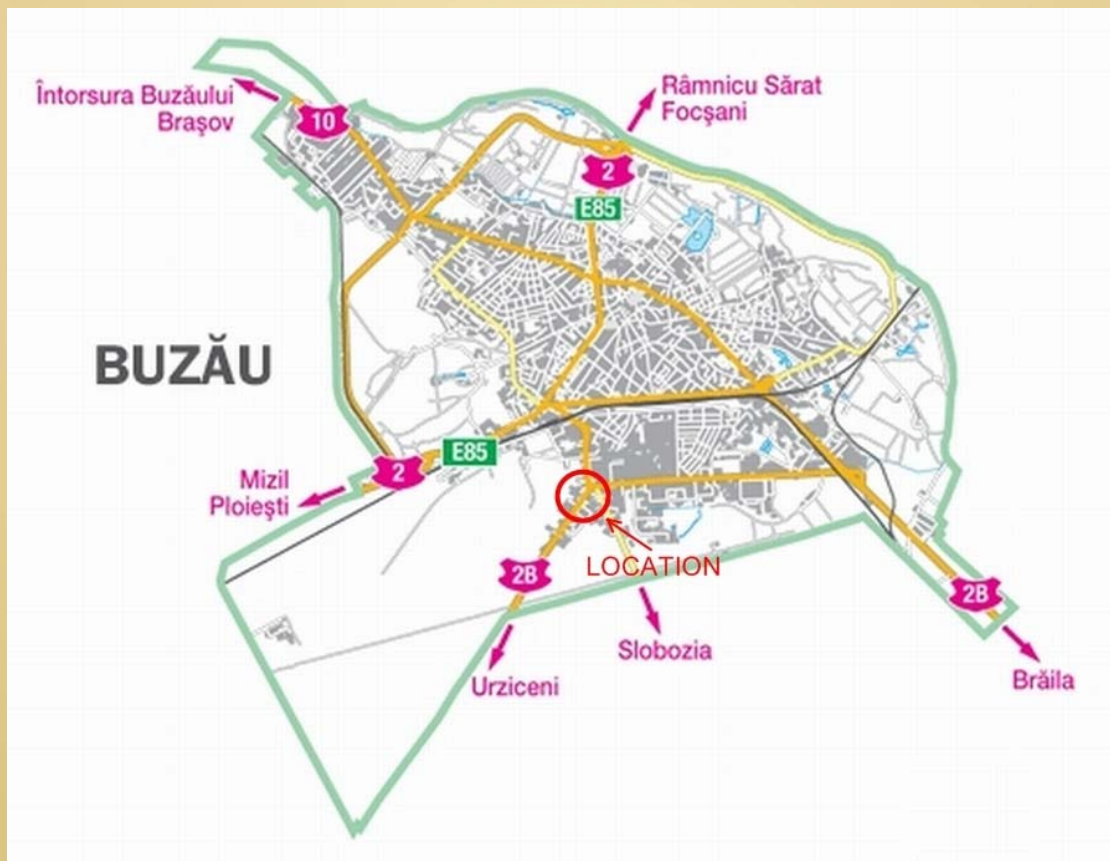 Întorsura Buzăului
Brașov
10
Râmnicu Sărat
Focșani
2
E85
BUZĂU
E85
2
Mizil
Ploiești
LOCATION
2B
2B
Slobozia
Urziceni
Brăila